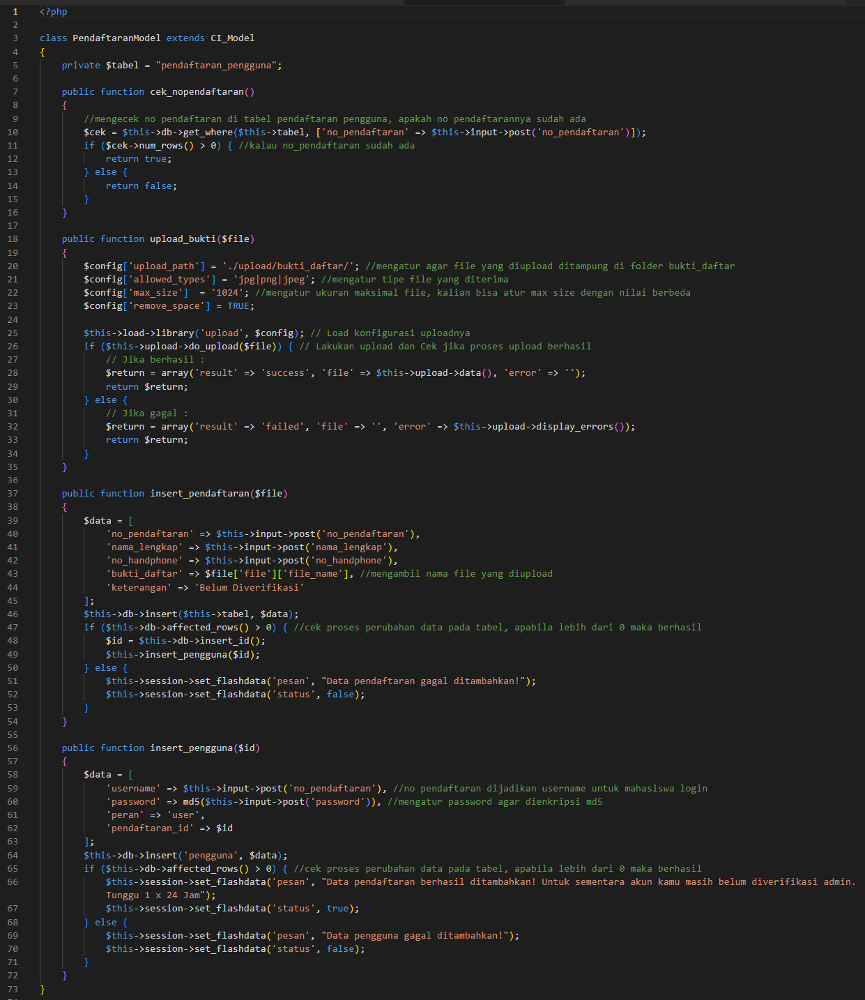 1 <?php
2
3 class PendaftaranModel extends CI_Model
4 {
5     private $tabel = "pendaftaran_pengguna";
6
7     public function cek_nopendaftaran()
8     {
9         //mengecek no pendaftaran di tabel pendaftaran pengguna, apakah no pendaftarannya sudah ada
10         $cek = $this->db->get_where($this->tabel, ['no_pendaftaran' => $this->input->post('no_pendaftaran')]);
11         if ($cek->num_rows() > 0) { //kalau no_pendaftaran sudah ada
12             return true;
13         } else {
14             return false;
15         }
16     }
17
18     public function upload_bukti($file)
19     {
20         $config['upload_path'] = './upload/bukti_daftar/'; //mengatur agar file yang diupload ditampung di folder bukti_daftar
21         $config['allowed_types'] = 'jpg|png|jpeg'; //mengatur tipe file yang diterima
22         $config['max_size']  = '1024'; //mengatur ukuran maksimal file, kalian bisa atur max size dengan nilai berbeda
23         $config['remove_space'] = TRUE;
24
25         $this->load->library('upload', $config); // Load konfigurasi uploadnya
26         if ($this->upload->do_upload($file)) { // Lakukan upload dan Cek jika proses upload berhasil
27             // Jika berhasil :
28             $return = array('result' => 'success', 'file' => $this->upload->data(), 'error' => '');
29             return $return;
30         } else {
31             // Jika gagal :
32             $return = array('result' => 'failed', 'file' => '', 'error' => $this->upload->display_errors());
33             return $return;
34         }
35     }
36
37     public function insert_pendaftaran($file)
38     {
39         $data = [
40             'no_pendaftaran' => $this->input->post('no_pendaftaran'),
41             'nama_lengkap' => $this->input->post('nama_lengkap'),
42             'no_handphone' => $this->input->post('no_handphone'),
43             'bukti_daftar' => $file['file']['file_name'], //mengambil nama file yang diupload
44             'keterangan' => 'Belum Diverifikasi'
45         ];
46         $this->db->insert($this->tabel, $data);
47         if ($this->db->affected_rows() > 0) { //cek proses perubahan data pada tabel, apabila lebih dari 0 maka berhasil
48             $id = $this->db->insert_id();
49             $this->insert_pengguna($id);
50         } else {
51             $this->session->set_flashdata('pesan', "Data pendaftaran gagal ditambahkan!");
52             $this->session->set_flashdata('status', false);
53         }
54     }
55
56     public function insert_pengguna($id)
57     {
58         $data = [
59             'username' => $this->input->post('no_pendaftaran'), //no pendaftaran dijadikan username untuk mahasiswa login
60             'password' => md5($this->input->post('password')), //mengatur password agar dienkripsi md5
61             'peran' => 'user',
62             'pendaftaran_id' => $id
63         ];
64         $this->db->insert('pengguna', $data);
65         if ($this->db->affected_rows() > 0) { //cek proses perubahan data pada tabel, apabila lebih dari 0 maka berhasil
66             $this->session->set_flashdata('pesan', "Data pendaftaran berhasil ditambahkan! Untuk sementara akun kamu masih belum diverifikasi admin.
Tunggu 1 x 24 Jam");
67             $this->session->set_flashdata('status', true);
68         } else {
69             $this->session->set_flashdata('pesan', "Data pengguna gagal ditambahkan!");
70             $this->session->set_flashdata('status', false);
71         }
72     }
73 }